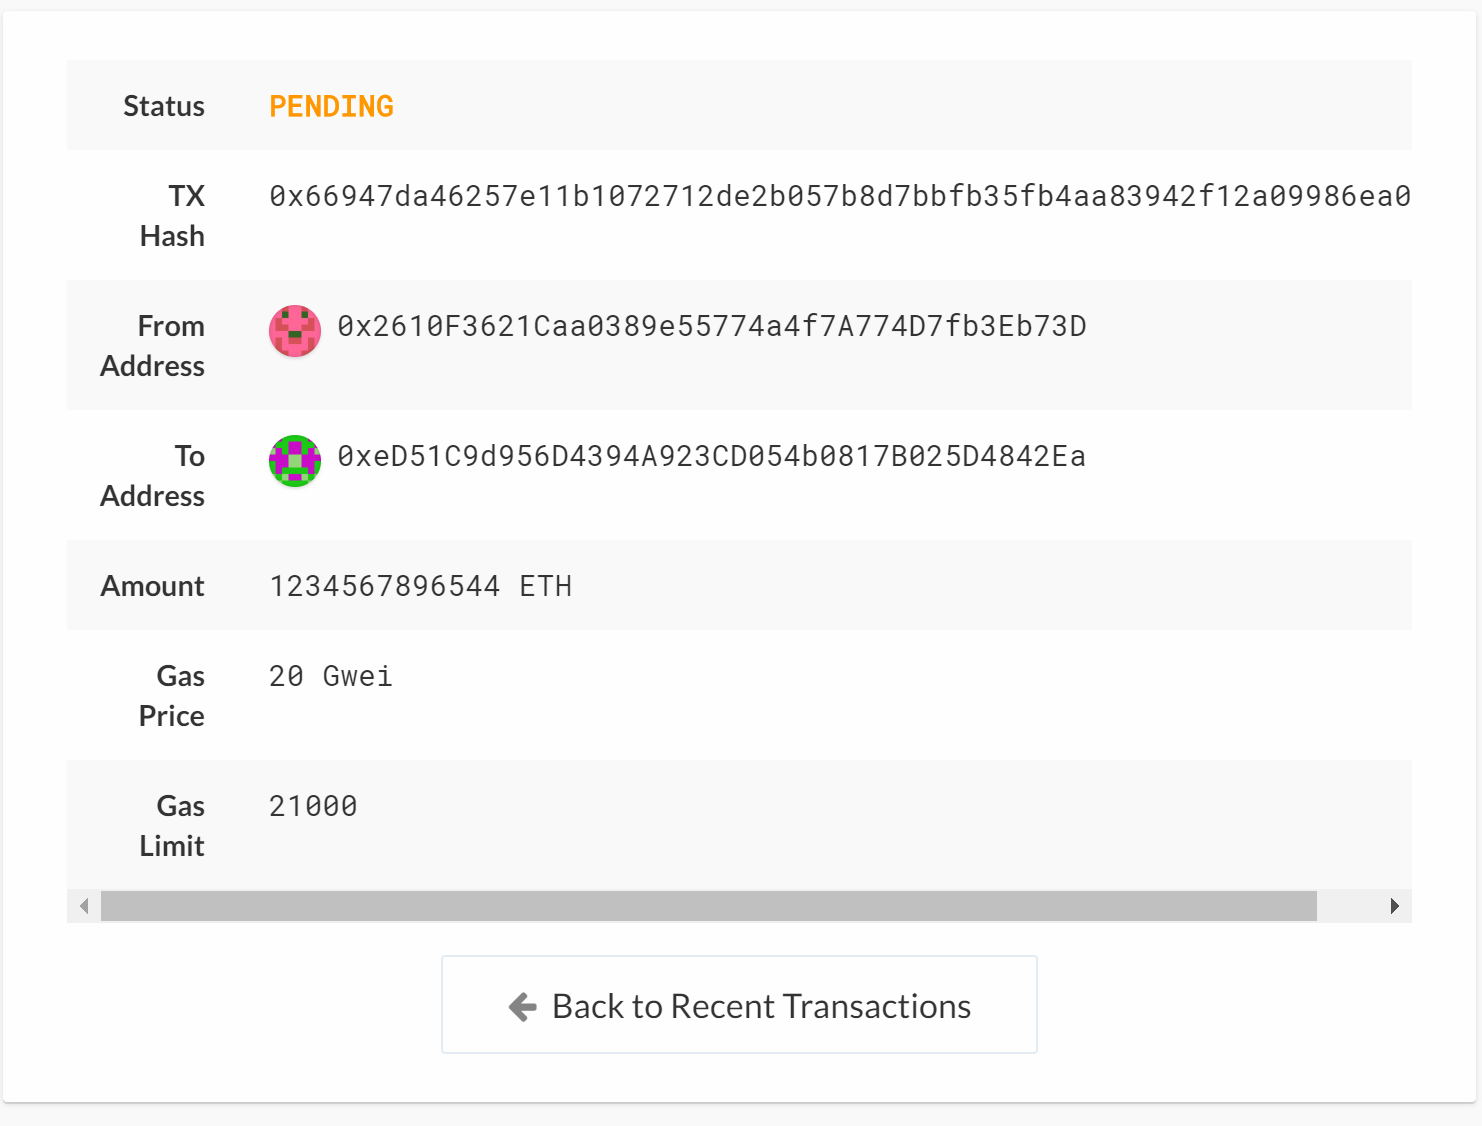 Status PENDING
TX Hash 0x66947da46257e11b1072712de2b057b8d7bbfb35fb4aa83942f12a09986ea0
From Address 0x2610F3621Caa0389e55774a4f7A774D7fb3Eb73D
To Address 0xeD51C9d956D4394A923CD054b0817B025D4842Ea
Amount 1234567896544 ETH
Gas Price 20 Gwei
Gas Limit 21000
Back to Recent Transactions